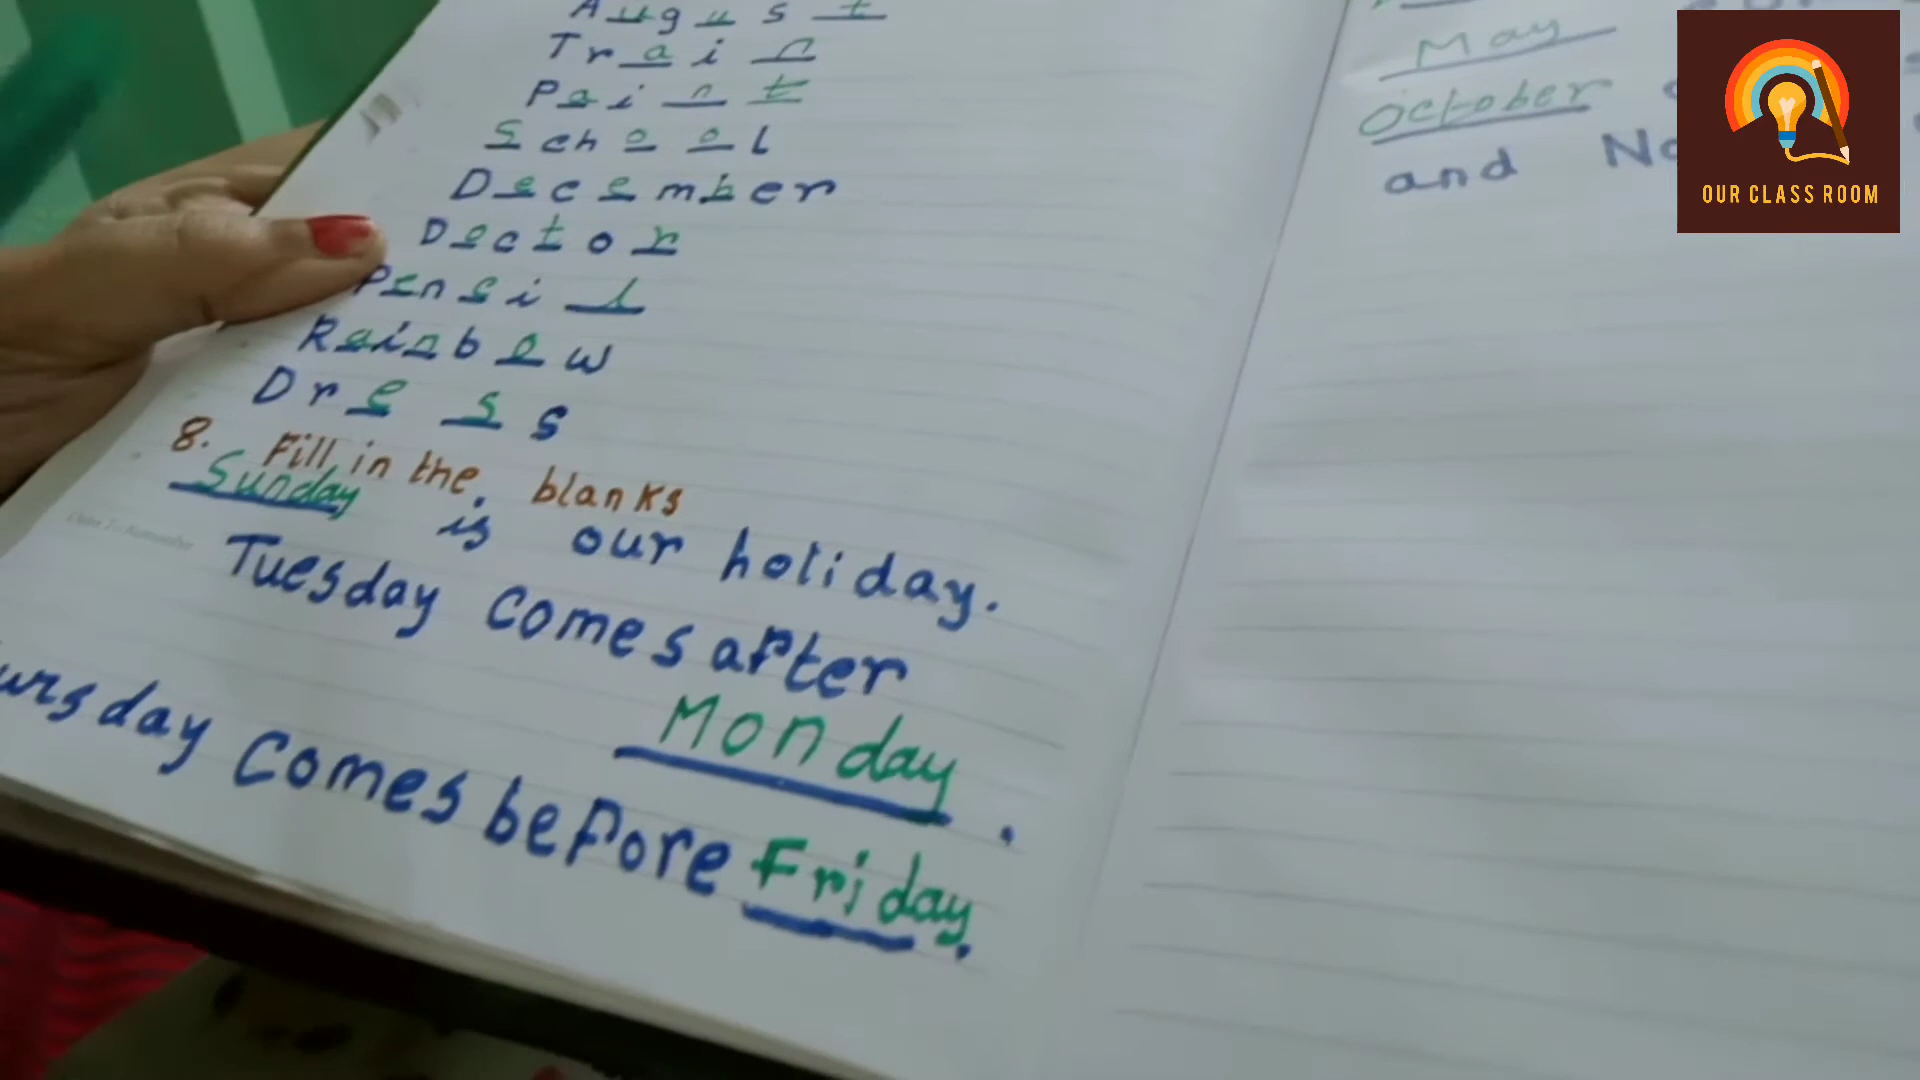 August
Train
Paint
School
December
Doctor
Pencil
Rainbow
Dress
8. Fill in the blanks
Sunday is our holiday.
Tuesday comes after
Monday.
ursday comes before Friday.
May
October
and No
OUR CLASS ROOM